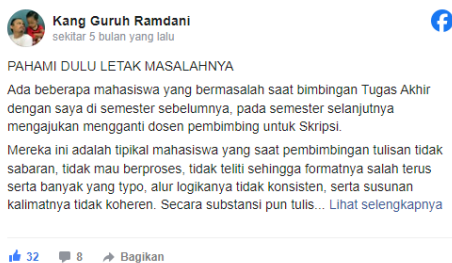 Kang Guruh Ramdani
sekitar 5 bulan yang lalu
PAHAMI DULU LETAK MASALAHNYA
Ada beberapa mahasiswa yang bermasalah saat bimbingan Tugas Akhir
dengan saya di semester sebelumnya, pada semester selanjutnya
mengajukan mengganti dosen pembimbing untuk Skripsi.
Mereka ini adalah tipikal mahasiswa yang saat pembimbingan tulisan tidak
sabaran, tidak mau berproses, tidak teliti sehingga formatnya salah terus
serta banyak yang typo, alur logikanya tidak konsisten, serta susunan
kalimatnya tidak koheren. Secara substansi pun tulis... Lihat selengkapnya
32 8 Bagikan